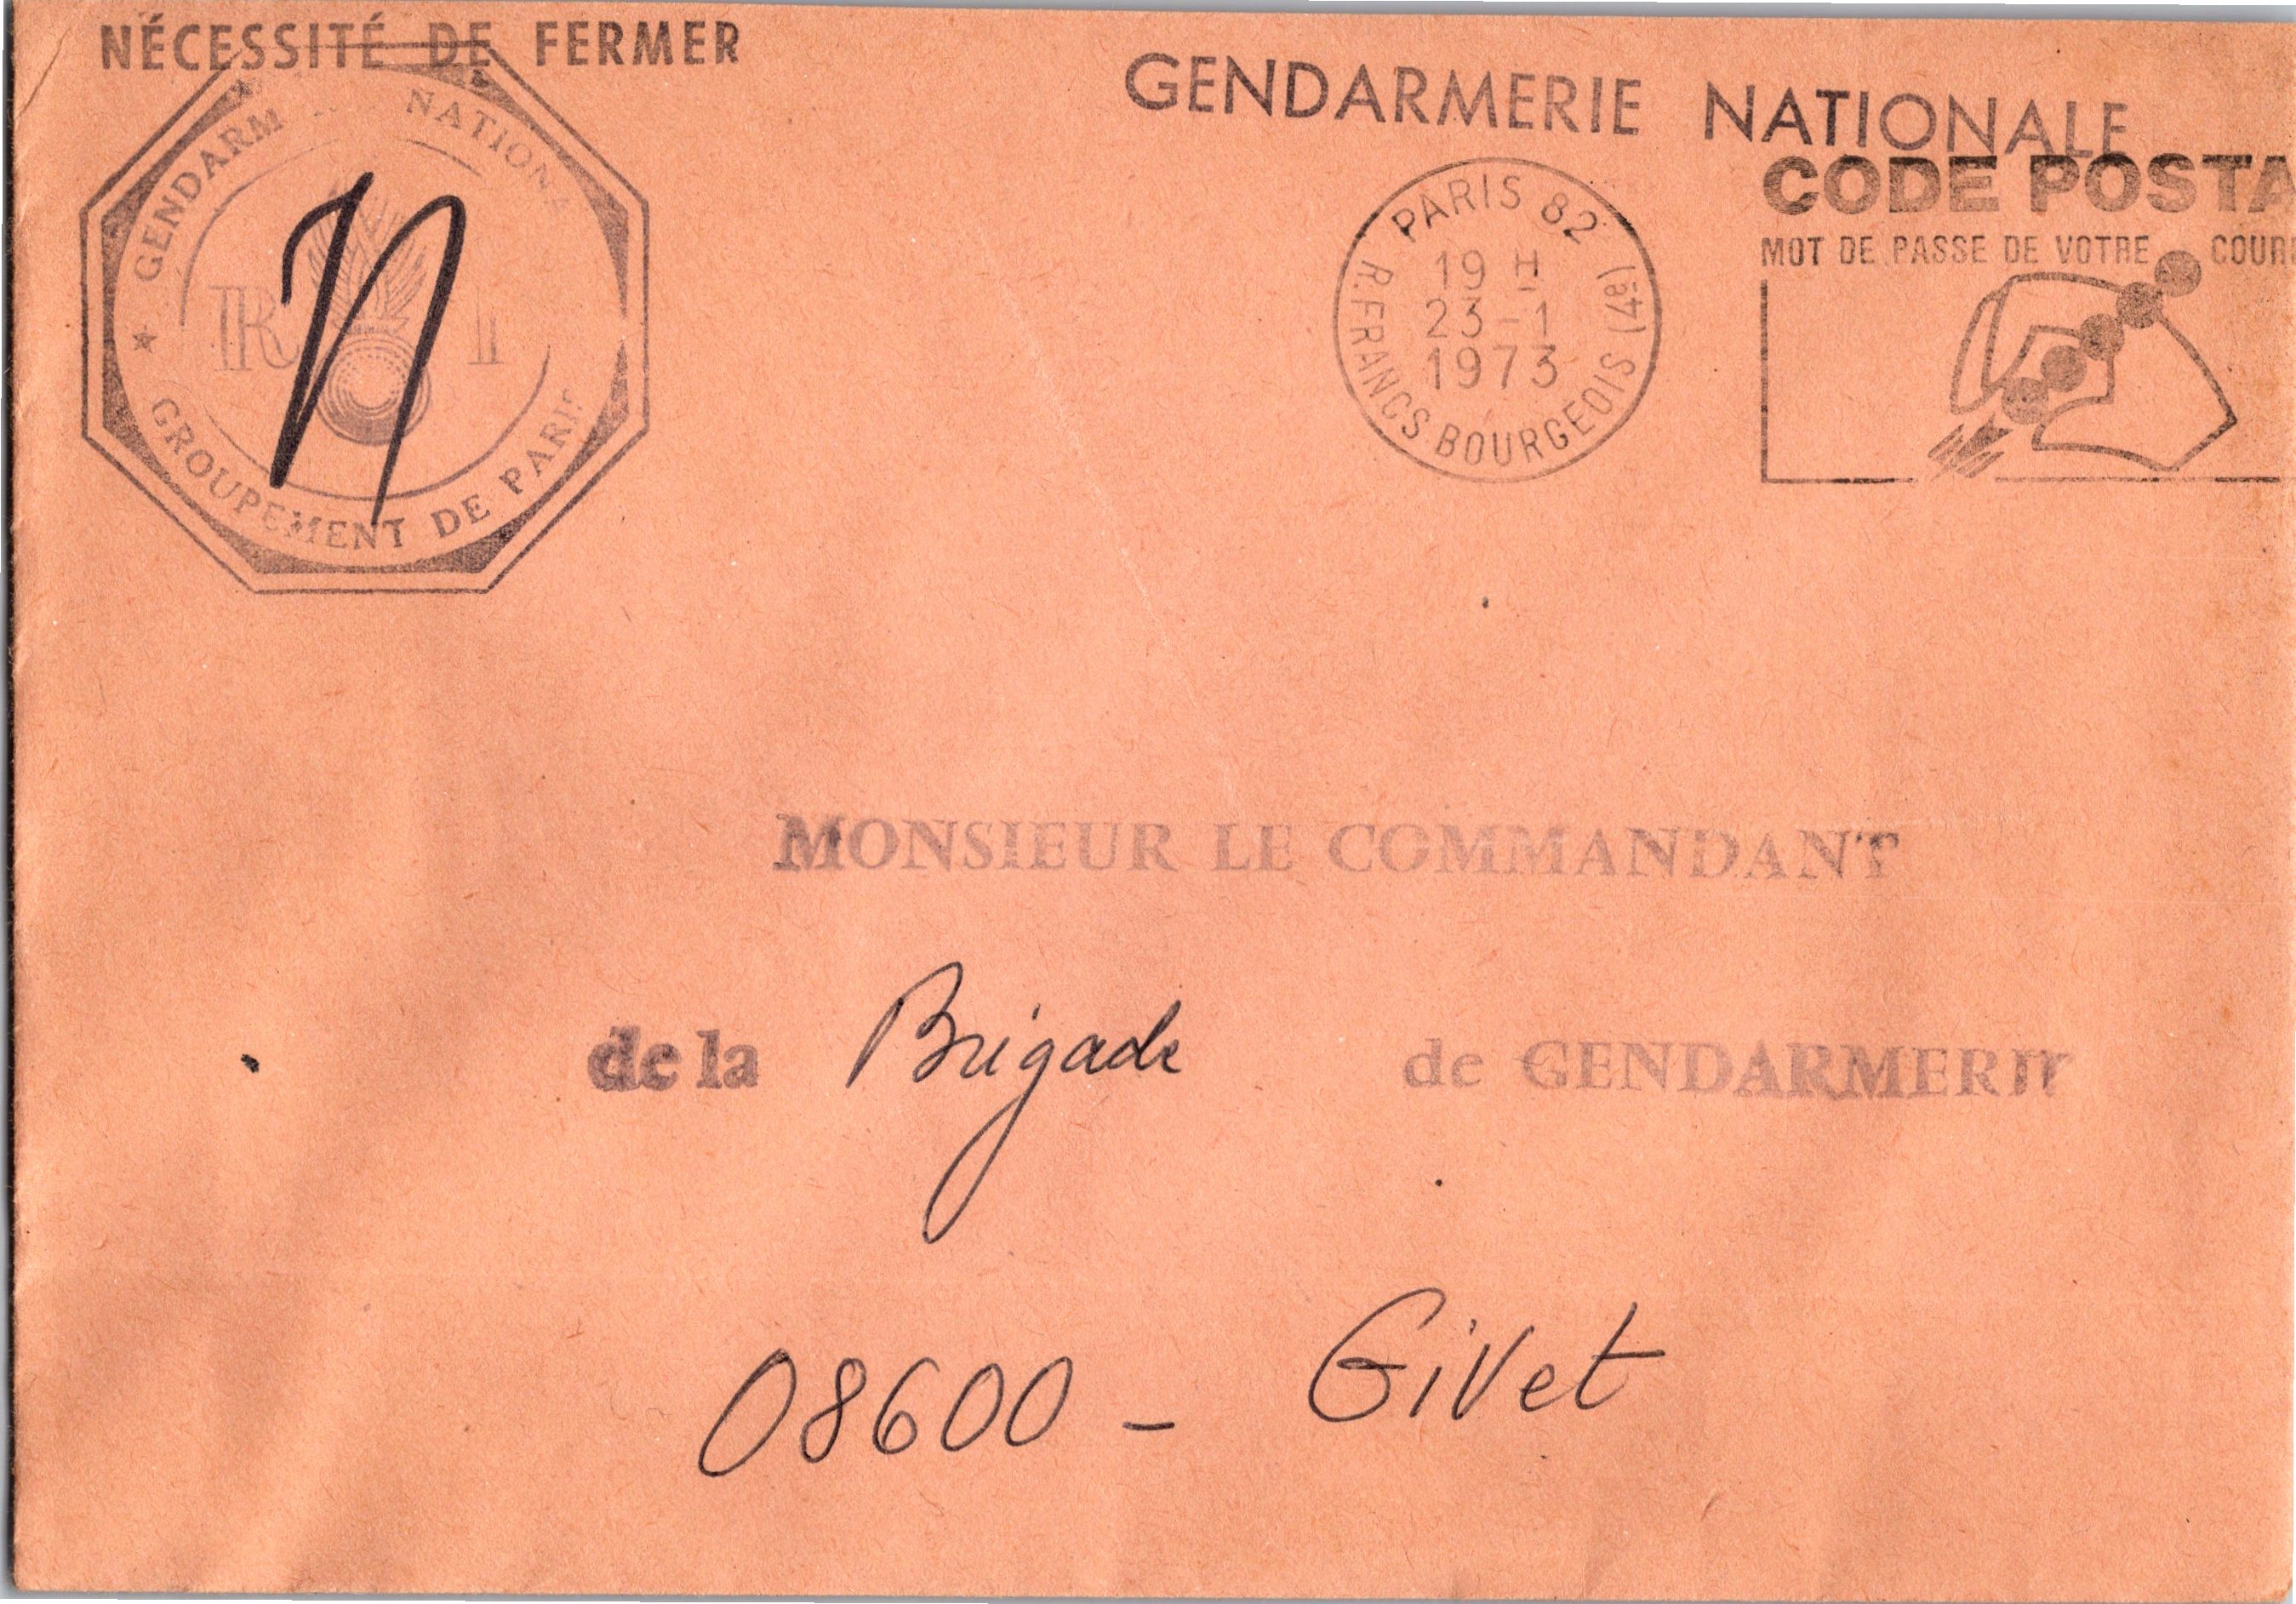 NÉCESSITÉ DE FERMER
GENDARM NATIONA
R
GROUPEMENT DE PARIS
n
GENDARMERIE NATIONALE
PARIS 82
19 H
23-1
1973
R. FRANCS BOURGEOIS (4E)
CODE POSTA
MOT DE PASSE DE VOTRE COUR
MONSIEUR LE COMMANDANT
de la Brigade de GENDARMERIE
08600 - Givet